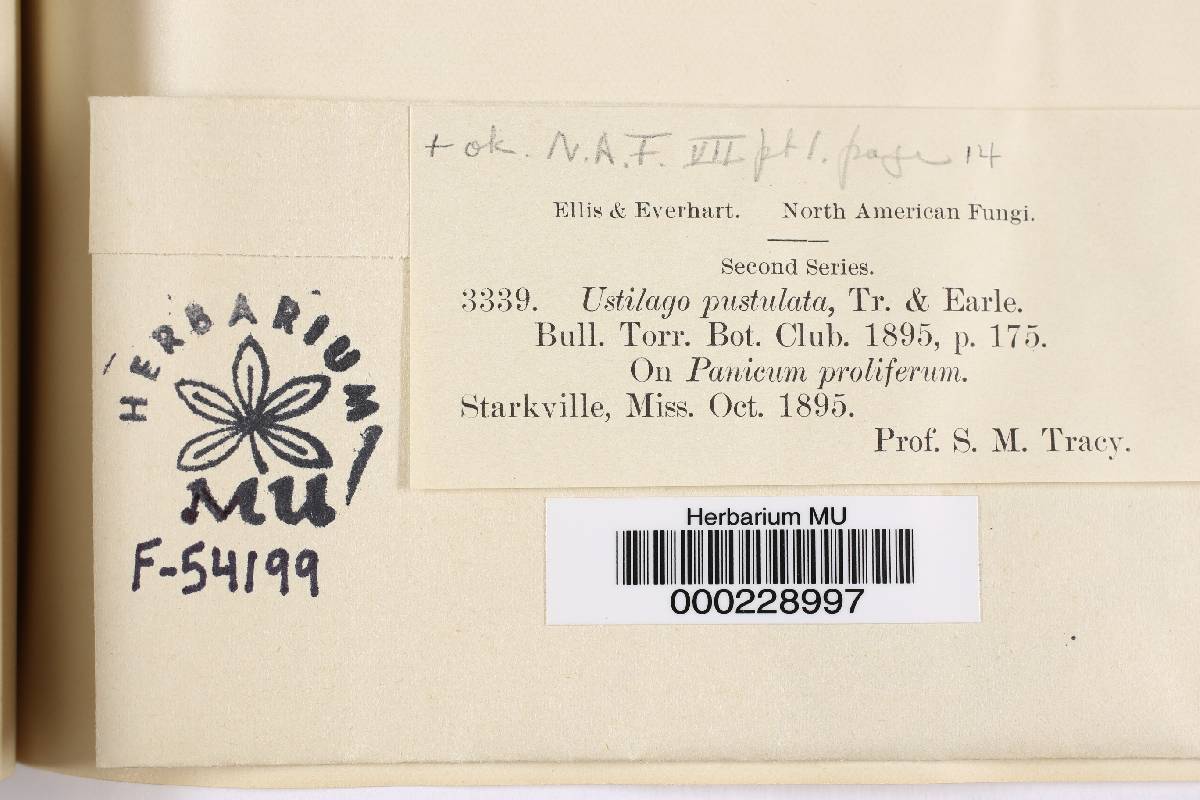 + ok. N.A.F. VII pt 1. page 14
Ellis & Everhart. North American Fungi.
Second Series.
3339. Ustilago pustulata, Tr. & Earle.
Bull. Torr. Bot. Club. 1895, p. 175.
On Panicum proliferum.
Starkville, Miss. Oct. 1895.
Prof. S. M. Tracy.
HERBARIUM
MU
F-54199
Herbarium MU
000228997